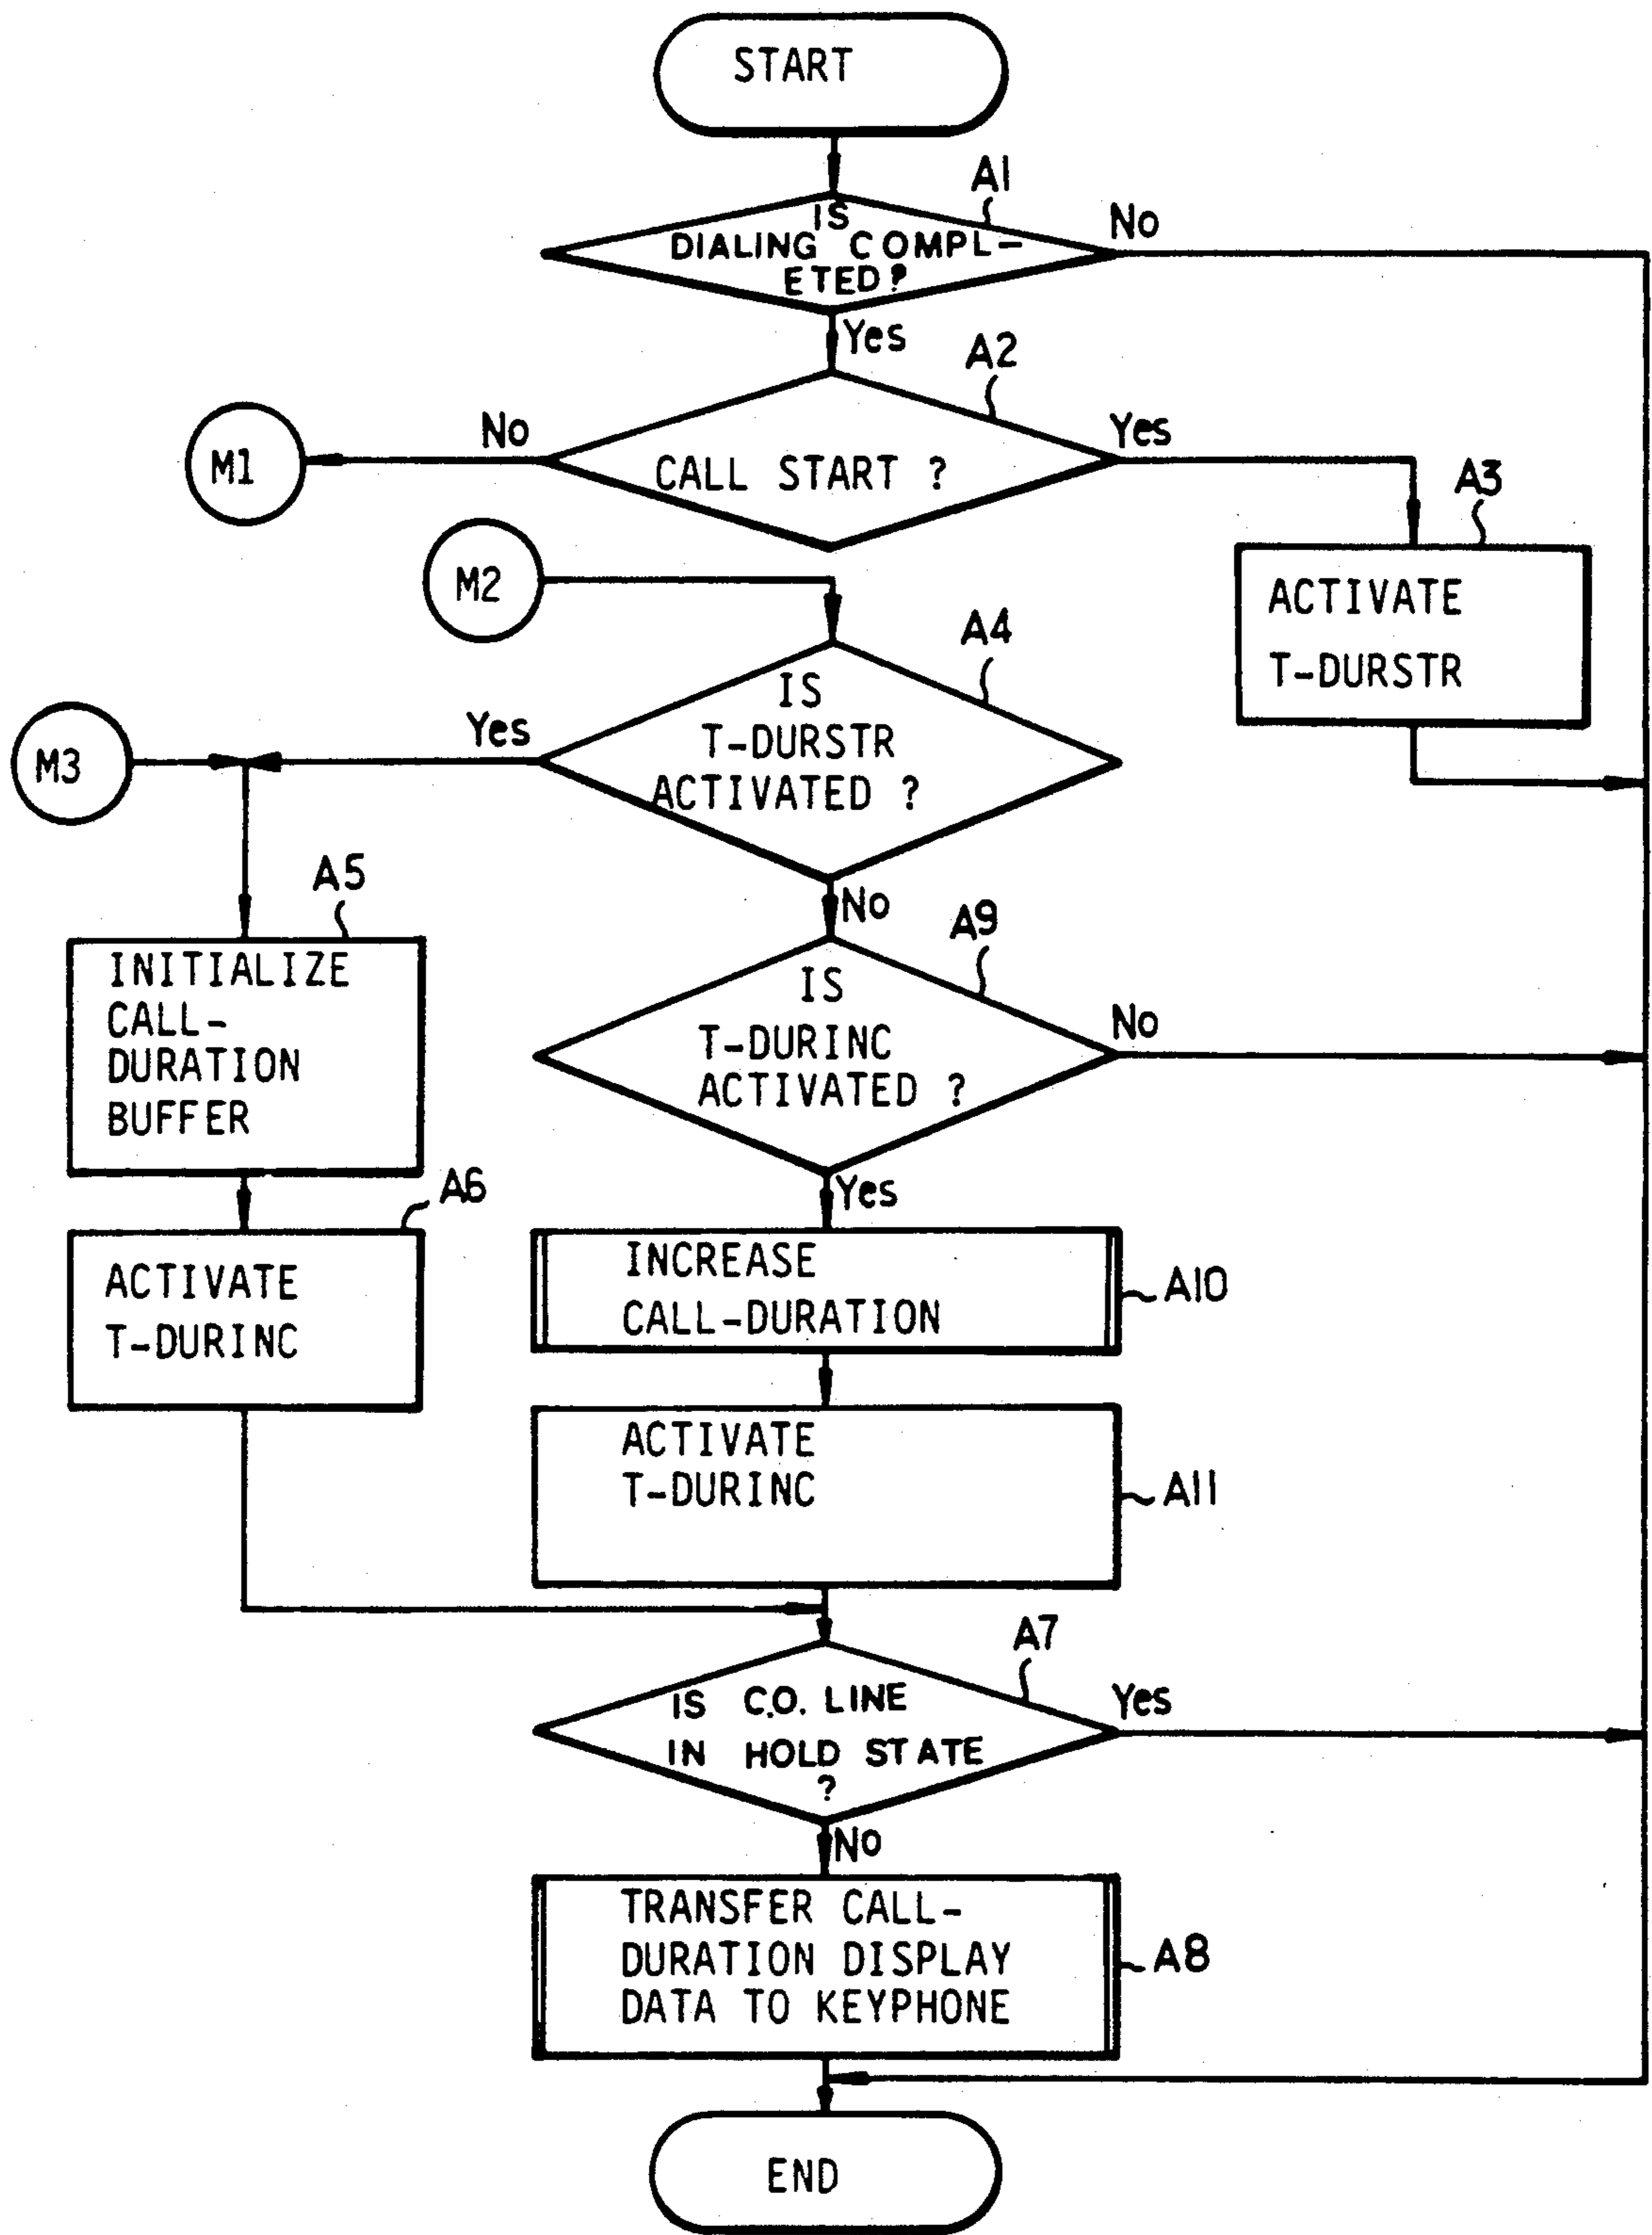 START
A1
IS
DIALING COMPL-
ETED?
No
Yes
A2
No
Yes
M1
CALL START ?
A3
M2
ACTIVATE
T-DURSTR
A4
IS
T-DURSTR
ACTIVATED ?
Yes
M3
No
A5
INITIALIZE
CALL-
DURATION
BUFFER
A9
IS
T-DURINC
ACTIVATED ?
No
Yes
A6
ACTIVATE
T-DURINC
INCREASE
CALL-DURATION
A10
ACTIVATE
T-DURINC
A11
A7
IS C.O. LINE
IN HOLD STATE
?
Yes
No
TRANSFER CALL-
DURATION DISPLAY
DATA TO KEYPHONE
A8
END